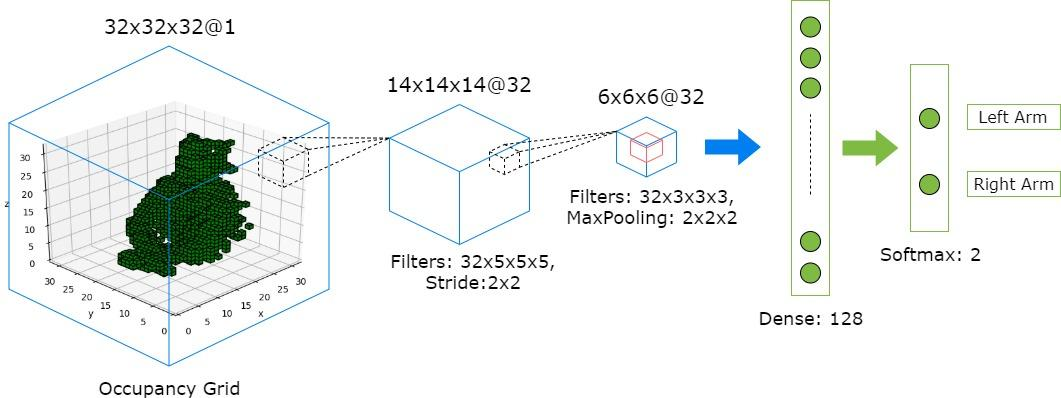 32x32x32@1
14x14x14@32
6x6x6@32
30
25
20
15
10
5
0
z
30
25
20
15
10
5
0
y
0
5
10
15
20
25
30
x
Occupancy Grid
Filters: 32x5x5x5,
Stride:2x2
Filters: 32x3x3x3,
MaxPooling: 2x2x2
Dense: 128
Softmax: 2
Left Arm
Right Arm